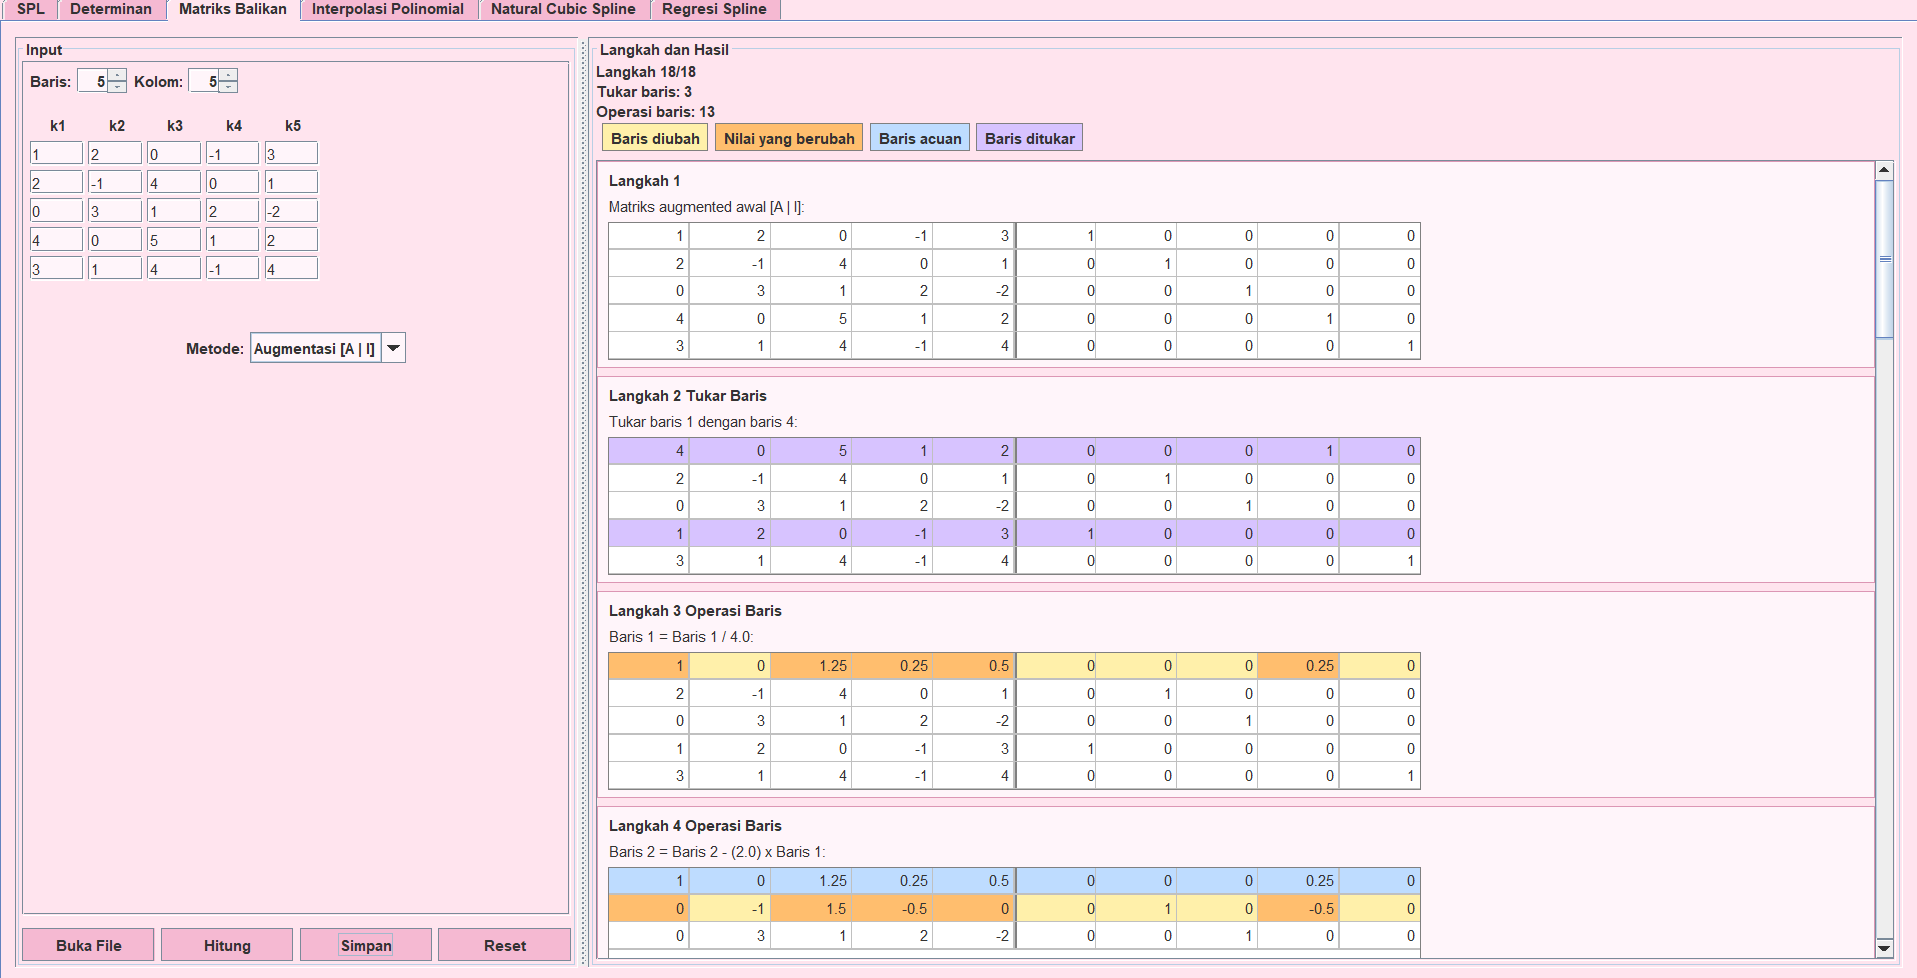 SPL Determinan Matriks Balikan Interpolasi Polinomial Natural Cubic Spline Regresi Spline
Input
Baris: 5 Kolom: 5
k1 k2 k3 k4 k5
1 2 0 -1 3
2 -1 4 0 1
0 3 1 2 -2
4 0 5 1 2
3 1 4 -1 4
Metode: Augmentasi [A | I]
Buka File Hitung Simpan Reset
Langkah dan Hasil
Langkah 18/18
Tukar baris: 3
Operasi baris: 13
Baris diubah Nilai yang berubah Baris acuan Baris ditukar
Langkah 1
Matriks augmented awal [A | I]:
1 2 0 -1 3 1 0 0 0 0
2 -1 4 0 1 0 1 0 0 0
0 3 1 2 -2 0 0 1 0 0
4 0 5 1 2 0 0 0 1 0
3 1 4 -1 4 0 0 0 0 1
Langkah 2 Tukar Baris
Tukar baris 1 dengan baris 4:
4 0 5 1 2 0 0 0 1 0
2 -1 4 0 1 0 1 0 0 0
0 3 1 2 -2 0 0 1 0 0
1 2 0 -1 3 1 0 0 0 0
3 1 4 -1 4 0 0 0 0 1
Langkah 3 Operasi Baris
Baris 1 = Baris 1 / 4.0:
1 0 1.25 0.25 0.5 0 0 0 0.25 0
2 -1 4 0 1 0 1 0 0 0
0 3 1 2 -2 0 0 1 0 0
1 2 0 -1 3 1 0 0 0 0
3 1 4 -1 4 0 0 0 0 1
Langkah 4 Operasi Baris
Baris 2 = Baris 2 - (2.0) x Baris 1:
1 0 1.25 0.25 0.5 0 0 0 0.25 0
0 -1 1.5 -0.5 0 0 1 0 -0.5 0
0 3 1 2 -2 0 0 1 0 0